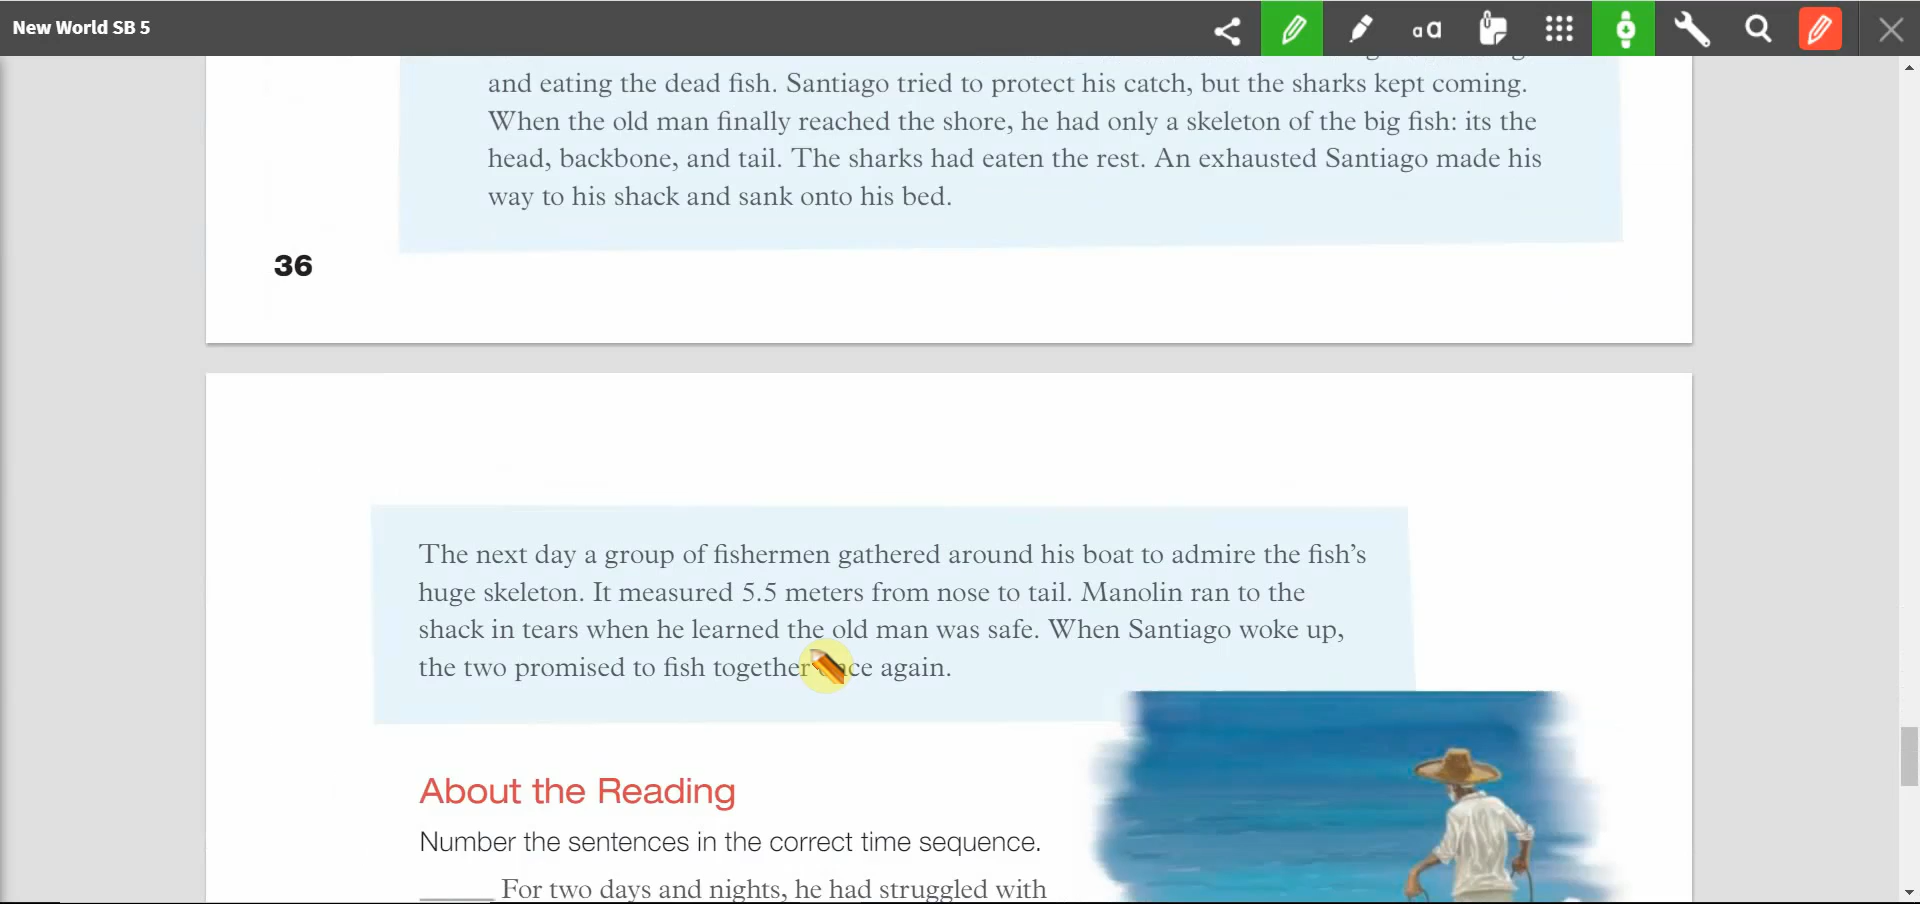 New World SB 5
aa
and eating the dead fish. Santiago tried to protect his catch, but the sharks kept coming.
When the old man finally reached the shore, he had only a skeleton of the big fish: its the
head, backbone, and tail. The sharks had eaten the rest. An exhausted Santiago made his
way to his shack and sank onto his bed.
36
The next day a group of fishermen gathered around his boat to admire the fish's
huge skeleton. It measured 5.5 meters from nose to tail. Manolin ran to the
shack in tears when he learned the old man was safe. When Santiago woke up,
the two promised to fish together once again.
About the Reading
Number the sentences in the correct time sequence.
For two days and nights, he had struggled with